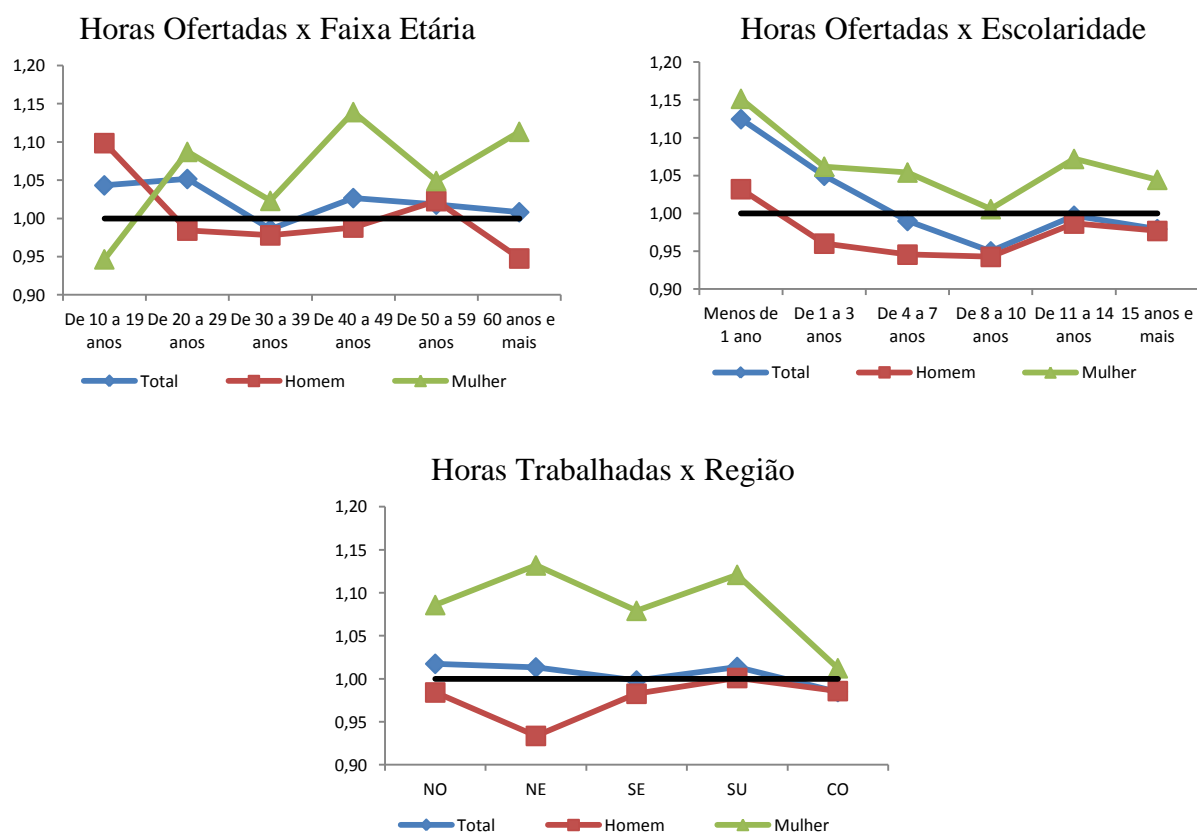 Horas Ofertadas x Faixa Etária
1,20
1,15
1,10
1,05
1,00
0,95
0,90
De 10 a 19 De 20 a 29 De 30 a 39 De 40 a 49 De 50 a 59 60 anos e
anos anos anos anos anos mais
Total Homem Mulher
Horas Ofertadas x Escolaridade
1,20
1,15
1,10
1,05
1,00
0,95
0,90
Menos de De 1 a 3 De 4 a 7 De 8 a 10 De 11 a 14 15 anos e
1 ano anos anos anos anos mais
Total Homem Mulher
Horas Trabalhadas x Região
1,20
1,15
1,10
1,05
1,00
0,95
0,90
NO NE SE SU CO
Total Homem Mulher